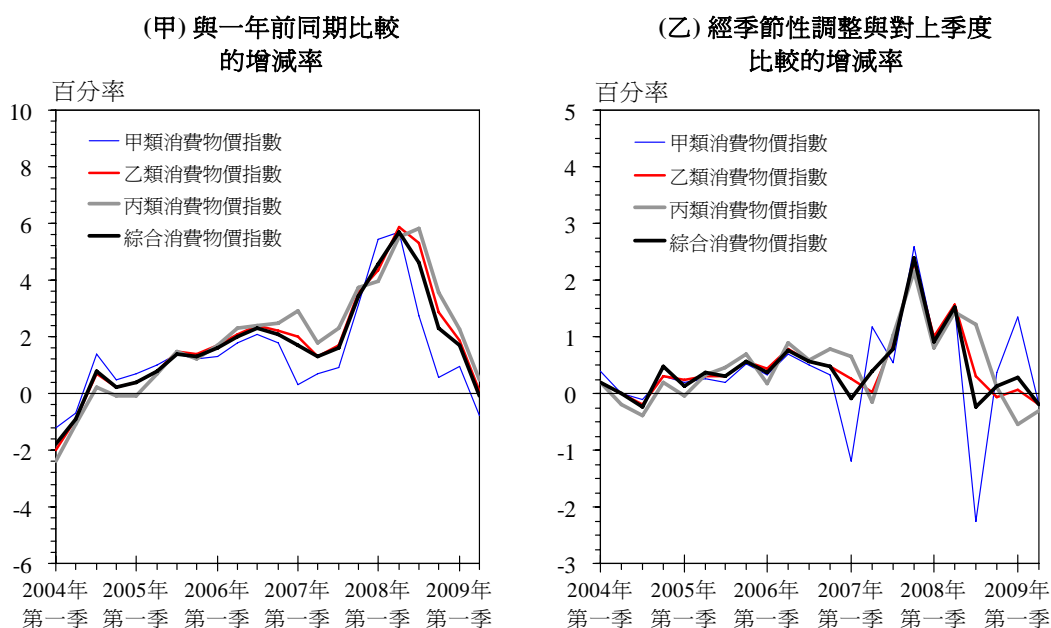 (甲) 與一年前同期比較
的增減率
百分率
10
8
6
4
2
0
-2
-4
-6
甲類消費物價指數
乙類消費物價指數
丙類消費物價指數
綜合消費物價指數
2004年 2005年 2006年 2007年 2008年 2009年
第一季 第一季 第一季 第一季 第一季 第一季
(乙) 經季節性調整與對上季度
比較的增減率
百分率
5
4
3
2
1
0
-1
-2
-3
甲類消費物價指數
乙類消費物價指數
丙類消費物價指數
綜合消費物價指數
2004年 2005年 2006年 2007年 2008年 2009年
第一季 第一季 第一季 第一季 第一季 第一季